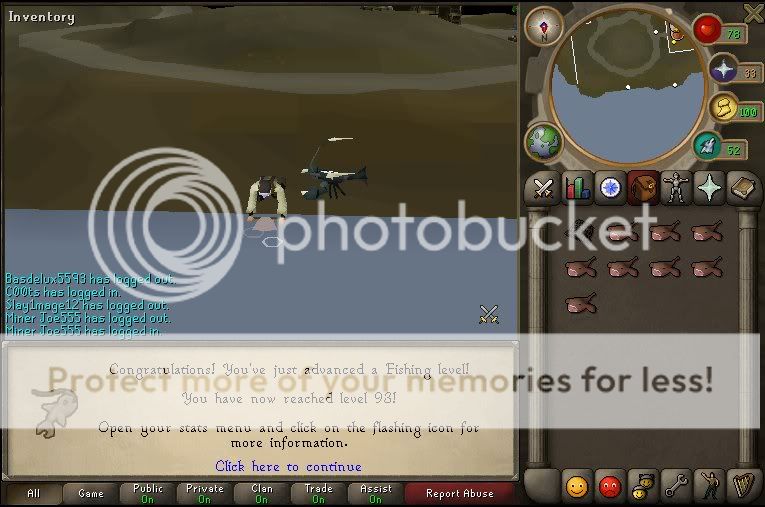 Inventory
78
33
100
52
photobucket
Basdelux5593 has logged out.
C00ts has logged in.
Slay1mage12 has logged out.
Miner Joe555 has logged out.
Miner Joe555 has logged in.
Congratulations! You've just advanced a Fishing level!
Protect more of your memories for less!
You have now reached level 93!
Open your stats menu and click on the flashing icon for
more information.
Click here to continue
All
Game
Public
On
Private
On
Clan
On
Trade
On
Assist
On
Report Abuse